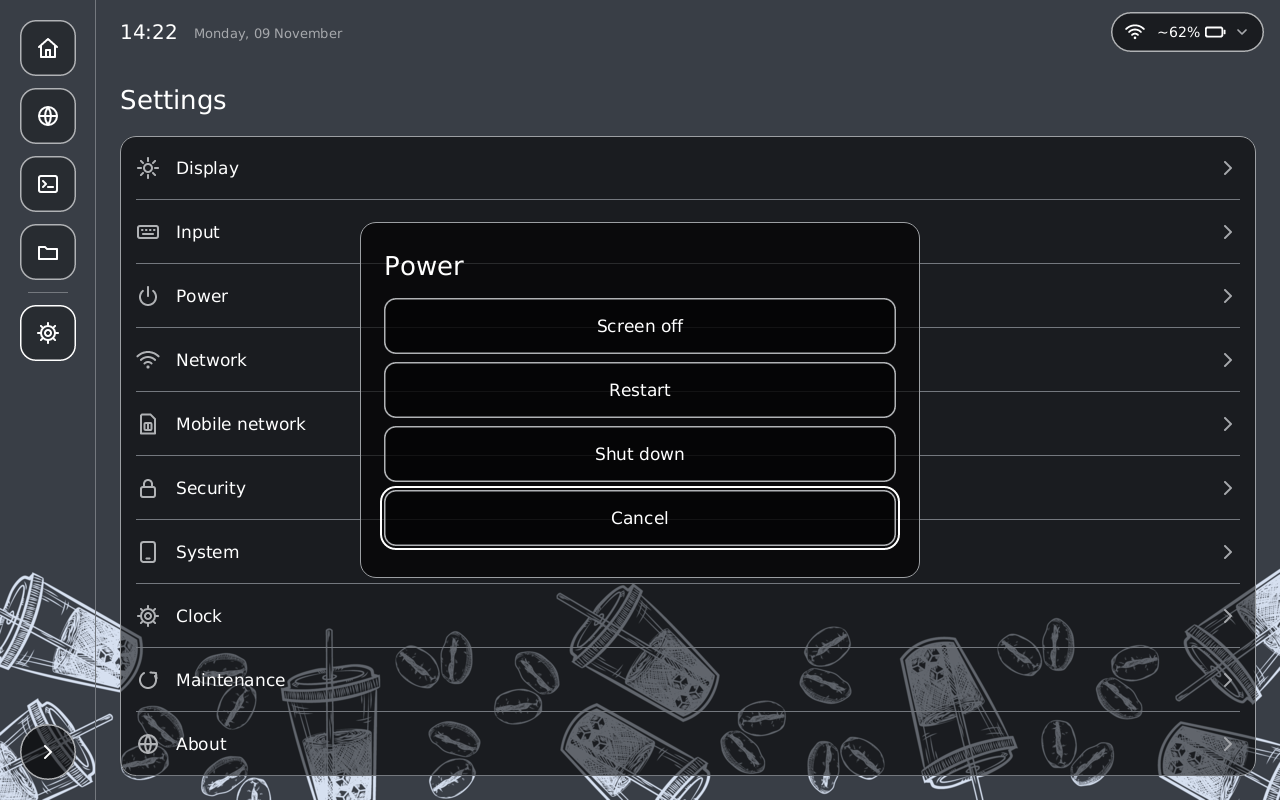 14:22 Monday, 09 November
~62%
Settings
Display
Input
Power
Network
Mobile network
Security
System
Clock
Maintenance
About
Power
Screen off
Restart
Shut down
Cancel